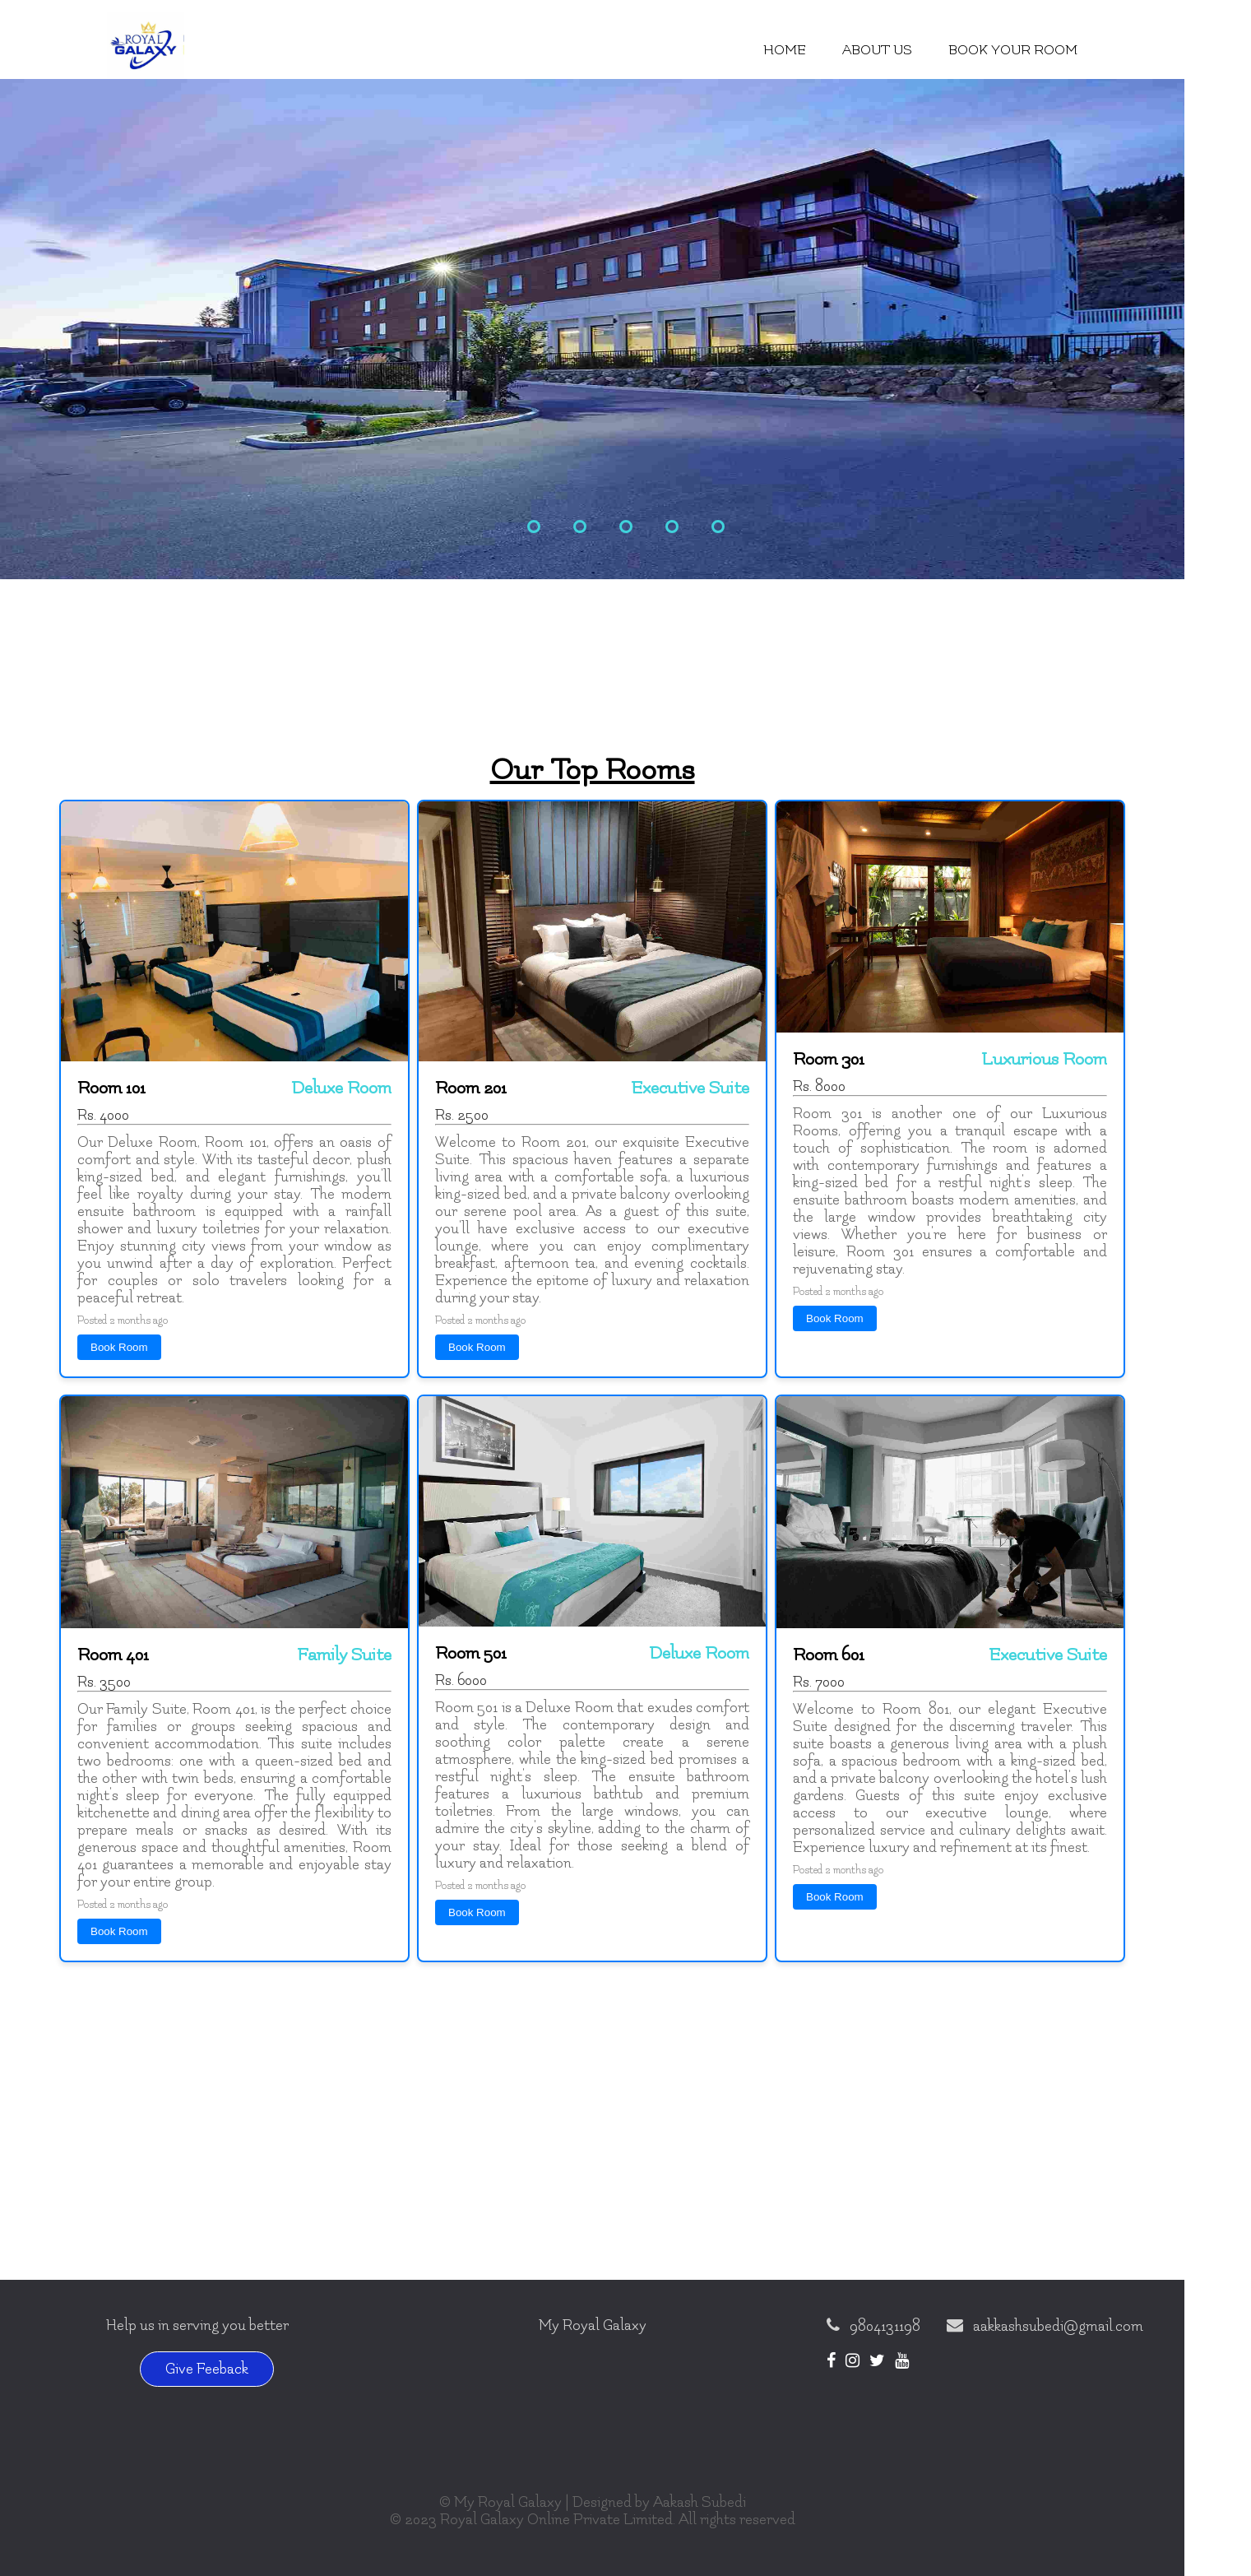 ROYAL
GALAXY
HOME ABOUT US BOOK YOUR ROOM
Our Top Rooms
Room 101 Deluxe Room
Rs. 4000
Our Deluxe Room, Room 101, offers an oasis of
comfort and style. With its tasteful decor, plush
king-sized bed, and elegant furnishings, you'll
feel like royalty during your stay. The modern
ensuite bathroom is equipped with a rainfall
shower and luxury toiletries for your relaxation.
Enjoy stunning city views from your window as
you unwind after a day of exploration. Perfect
for couples or solo travelers looking for a
peaceful retreat.
Posted 2 months ago
Book Room
Room 201 Executive Suite
Rs. 2500
Welcome to Room 201, our exquisite Executive
Suite. This spacious haven features a separate
living area with a comfortable sofa, a luxurious
king-sized bed, and a private balcony overlooking
our serene pool area. As a guest of this suite,
you'll have exclusive access to our executive
lounge, where you can enjoy complimentary
breakfast, afternoon tea, and evening cocktails.
Experience the epitome of luxury and relaxation
during your stay.
Posted 2 months ago
Book Room
Room 301 Luxurious Room
Rs. 8000
Room 301 is another one of our Luxurious
Rooms, offering you a tranquil escape with a
touch of sophistication. The room is adorned
with contemporary furnishings and features a
king-sized bed for a restful night's sleep. The
ensuite bathroom boasts modern amenities, and
the large window provides breathtaking city
views. Whether you're here for business or
leisure, Room 301 ensures a comfortable and
rejuvenating stay.
Posted 2 months ago
Book Room
Room 401 Family Suite
Rs. 3500
Our Family Suite, Room 401, is the perfect choice
for families or groups seeking spacious and
convenient accommodation. This suite includes
two bedrooms: one with a queen-sized bed and
the other with twin beds, ensuring a comfortable
night's sleep for everyone. The fully equipped
kitchenette and dining area offer the flexibility to
prepare meals or snacks as desired. With its
generous space and thoughtful amenities, Room
401 guarantees a memorable and enjoyable stay
for your entire group.
Posted 2 months ago
Book Room
Room 501 Deluxe Room
Rs. 6000
Room 501 is a Deluxe Room that exudes comfort
and style. The contemporary design and
soothing color palette create a serene
atmosphere, while the king-sized bed promises a
restful night's sleep. The ensuite bathroom
features a luxurious bathtub and premium
toiletries. From the large windows, you can
admire the city's skyline, adding to the charm of
your stay. Ideal for those seeking a blend of
luxury and relaxation.
Posted 2 months ago
Book Room
Room 601 Executive Suite
Rs. 7000
Welcome to Room 801, our elegant Executive
Suite designed for the discerning traveler. This
suite boasts a generous living area with a plush
sofa, a spacious bedroom with a king-sized bed,
and a private balcony overlooking the hotel's lush
gardens. Guests of this suite enjoy exclusive
access to our executive lounge, where
personalized service and culinary delights await.
Experience luxury and refinement at its finest.
Posted 2 months ago
Book Room
Help us in serving you better
Give Feeback
My Royal Galaxy
9804131198 aakkashsubedi@gmail.com
© My Royal Galaxy | Designed by Aakash Subedi
© 2023 Royal Galaxy Online Private Limited. All rights reserved